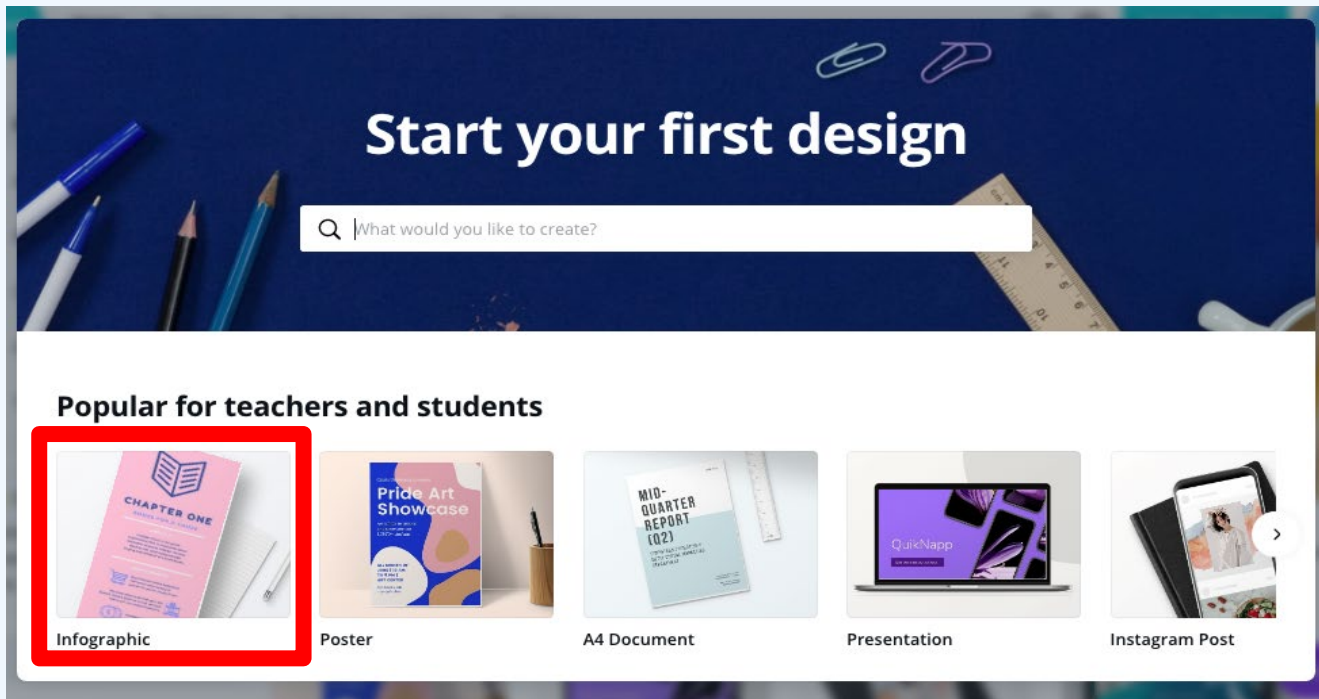 Start your first design
What would you like to create?
Popular for teachers and students
CHAPTER ONE
Pride Art
Showcase
MID-
QUARTER
REPORT
(Q2)
QuikNapp
Infographic
Poster
A4 Document
Presentation
Instagram Post